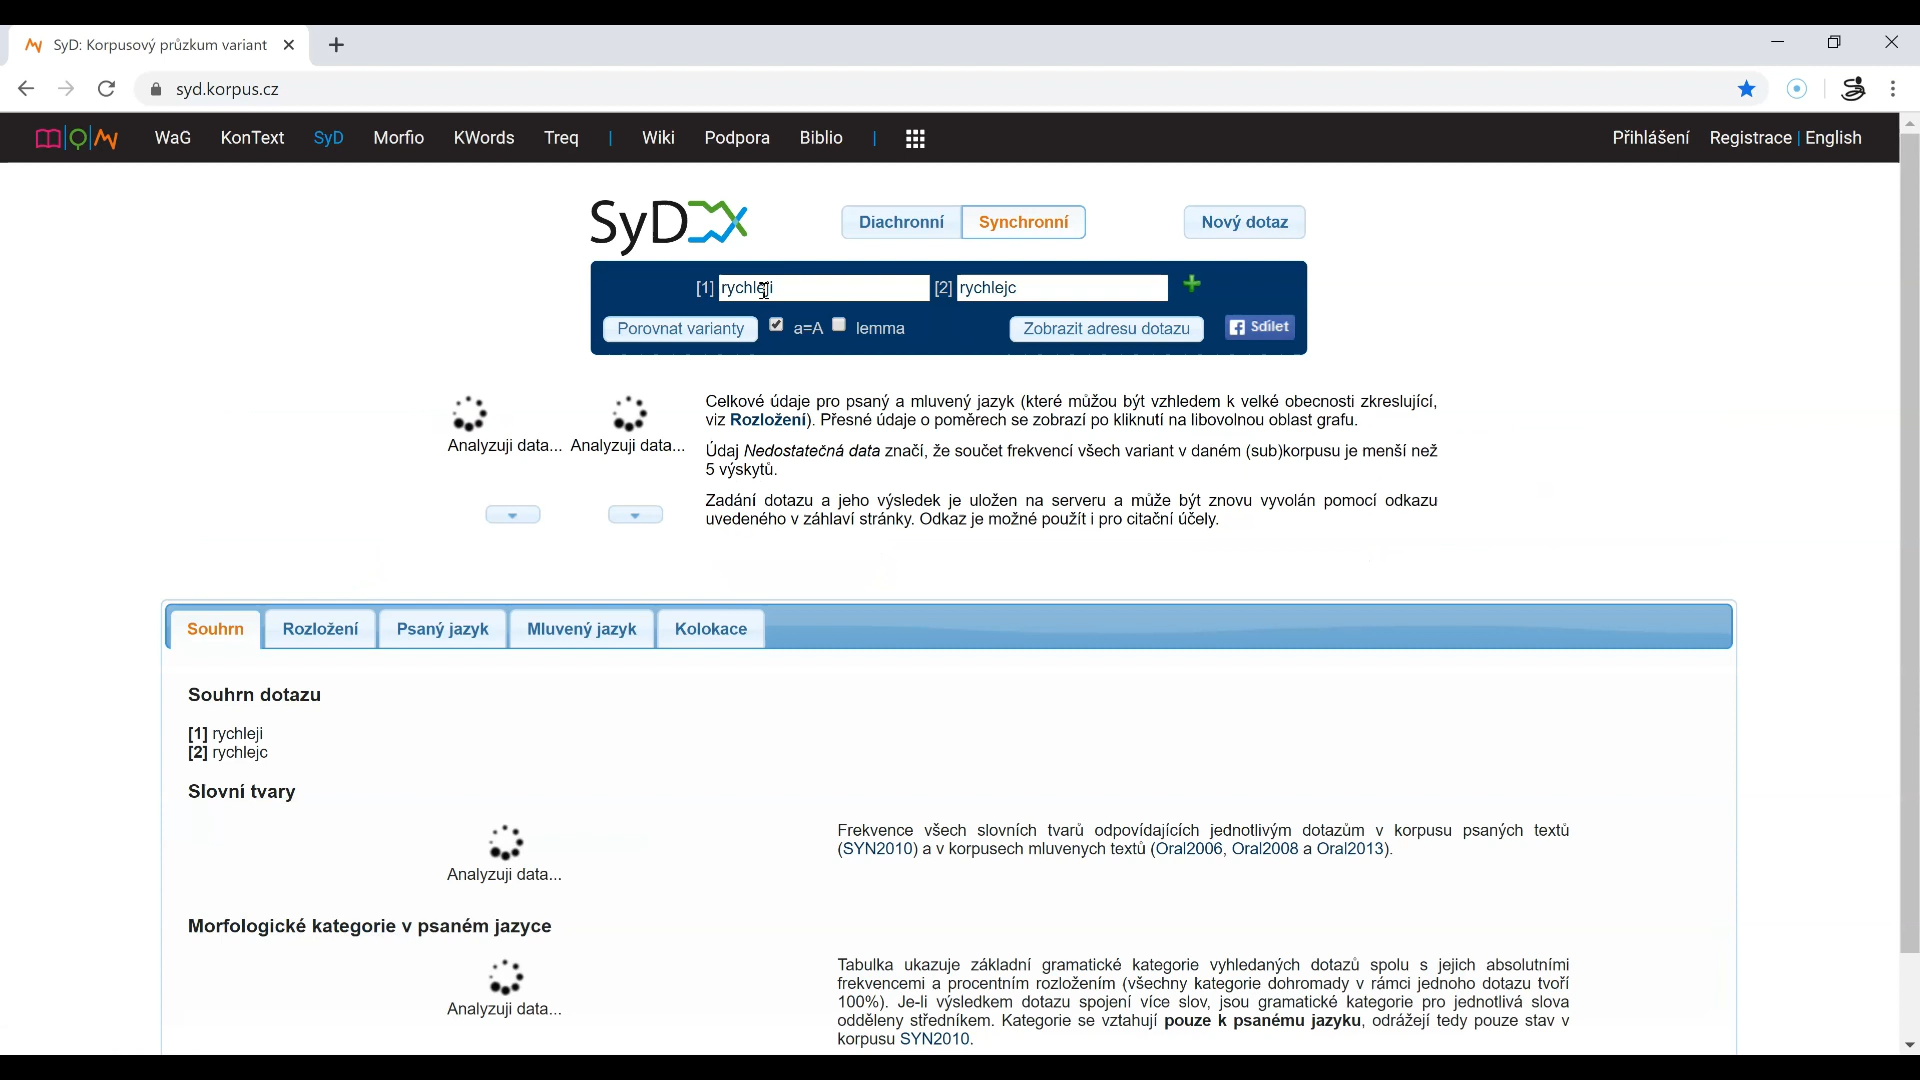 SyD: Korpusový průzkum variant
syd.korpus.cz
WaG KonText SyD Morfio KWords Treq | Wiki Podpora Biblio | Přihlášení Registrace | English
SyD Diachronní Synchronní Nový dotaz
[1] rychleji [2] rychlejc
Porovnat varianty a=A lemma Zobrazit adresu dotazu Sdílet
Celkové údaje pro psaný a mluvený jazyk (které můžou být vzhledem k velké obecnosti zkreslující,
viz Rozložení). Přesné údaje o poměrech se zobrazí po kliknutí na libovolnou oblast grafu.
Analyzuji data... Analyzuji data...
Údaj Nedostatečná data značí, že součet frekvencí všech variant v daném (sub)korpusu je menší než
5 výskytů.
Zadání dotazu a jeho výsledek je uložen na serveru a může být znovu vyvolán pomocí odkazu
uvedeného v záhlaví stránky. Odkaz je možné použít i pro citační účely.
Souhrn Rozložení Psaný jazyk Mluvený jazyk Kolokace
Souhrn dotazu
[1] rychleji
[2] rychlejc
Slovní tvary
Analyzuji data...
Frekvence všech slovních tvarů odpovídajících jednotlivým dotazům v korpusu psaných textů
(SYN2010) a v korpusech mluvenych textů (Oral2006, Oral2008 a Oral2013).
Morfologické kategorie v psaném jazyce
Analyzuji data...
Tabulka ukazuje základní gramatické kategorie vyhledaných dotazů spolu s jejich absolutními
frekvencemi a procentním rozložením (všechny kategorie dohromady v rámci jednoho dotazu tvoří
100%). Je-li výsledkem dotazu spojení více slov, jsou gramatické kategorie pro jednotlivá slova
odděleny středníkem. Kategorie se vztahují pouze k psanému jazyku, odrážejí tedy pouze stav v
korpusu SYN2010.